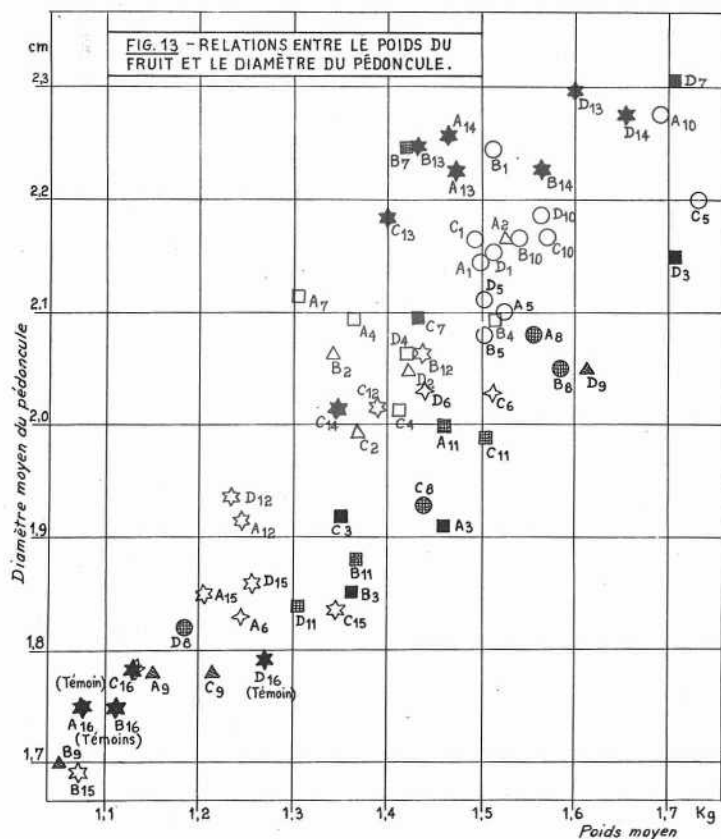 cm
FIG. 13 - RELATIONS ENTRE LE POIDS DU
FRUIT ET LE DIAMÈTRE DU PÉDONCULE.
2,3
D7
D13
D14
A10
A14
B7
B13
A13
B1
B14
2,2
C5
C13
C1
A2
D10
A1
D1
B10
C10
D3
D5
2,1
A7
A4
C7
A5
B4
B5
A8
D4
B12
B2
D2
B8
D9
C12
D6
C6
2,0
C14
C4
C2
A11
C11
D12
C8
A12
1,9
C3
A3
B11
D15
A15
B3
A6
D11
C15
D8
1,8
(Témoin) C16
A9
C9
D16
(Témoin)
A16
B16
(Témoins)
1,7
B9
B15
1,1
1,2
1,3
1,4
1,5
1,6
1,7
Kg
Poids moyen
Diamètre moyen du pédoncule